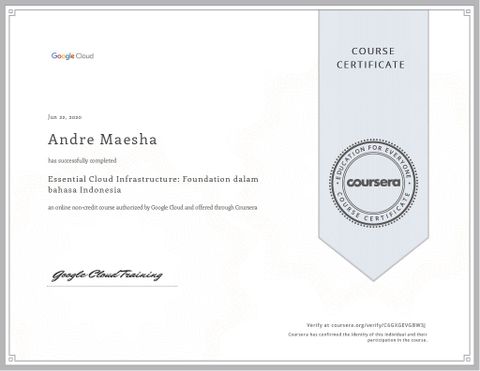 Google Cloud
COURSE
CERTIFICATE
Jun 22, 2020
Andre Maesha
has successfully completed
Essential Cloud Infrastructure: Foundation dalam
bahasa Indonesia
an online non-credit course authorized by Google Cloud and offered through Coursera
EDUCATION FOR EVERYONE
coursera
COURSE CERTIFICATE
Google Cloud Training
Verify at coursera.org/verify/
Coursera has confirmed the identity of this individual and their
participation in the course.